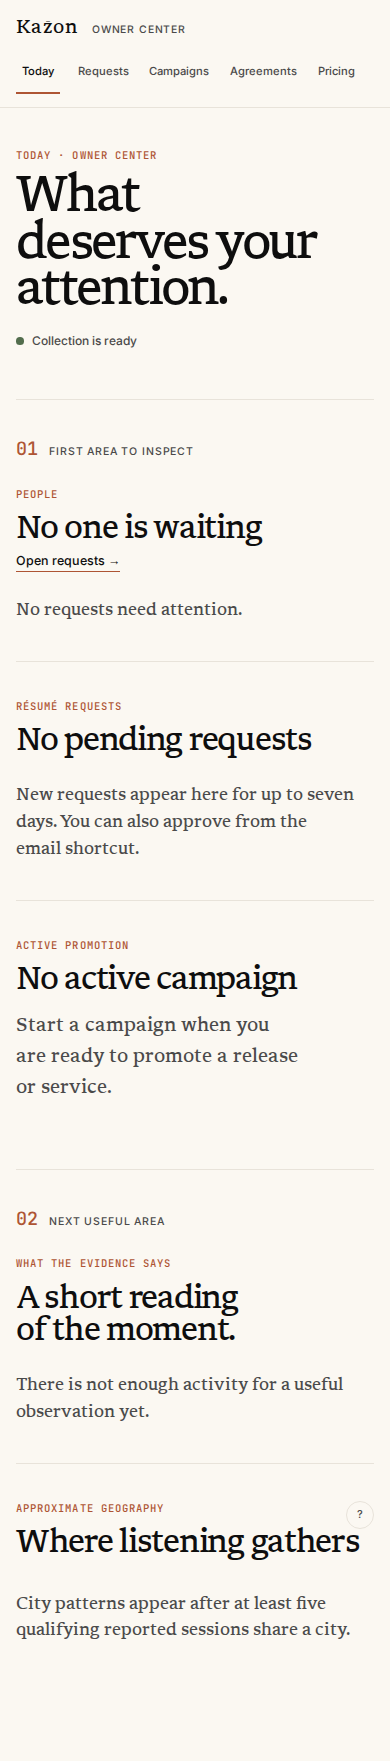 Kažon OWNER CENTER
Today Requests Campaigns Agreements Pricing
TODAY · OWNER CENTER
What
deserves your
attention.
Collection is ready
01 FIRST AREA TO INSPECT
PEOPLE
No one is waiting
Open requests →
No requests need attention.
RÉSUMÉ REQUESTS
No pending requests
New requests appear here for up to seven
days. You can also approve from the
email shortcut.
ACTIVE PROMOTION
No active campaign
Start a campaign when you
are ready to promote a release
or service.
02 NEXT USEFUL AREA
WHAT THE EVIDENCE SAYS
A short reading
of the moment.
There is not enough activity for a useful
observation yet.
APPROXIMATE GEOGRAPHY
?
Where listening gathers
City patterns appear after at least five
qualifying reported sessions share a city.